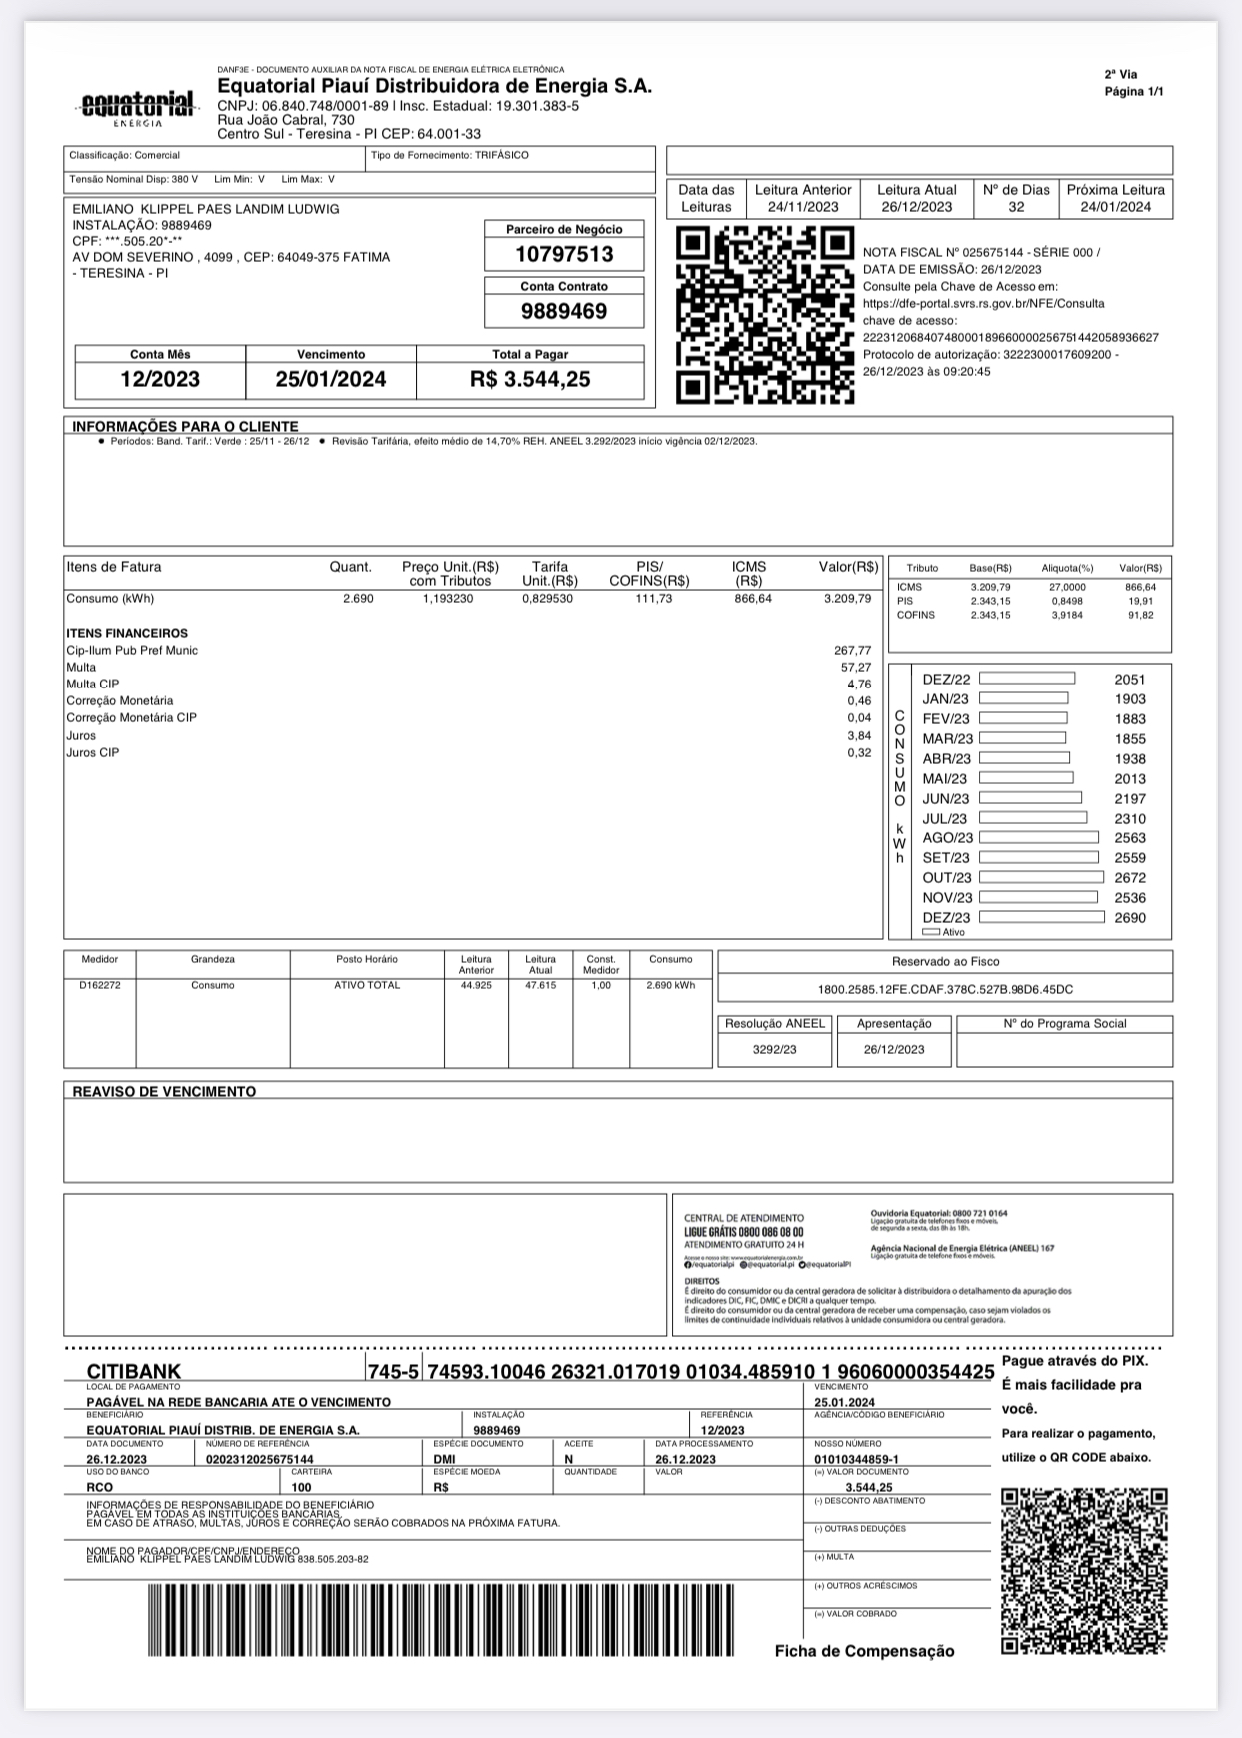 DANF3E - DOCUMENTO AUXILIAR DA NOTA FISCAL DE ENERGIA ELÉTRICA ELETRÔNICA
equatorial
ENERGIA
Equatorial Piauí Distribuidora de Energia S.A.
CNPJ: 06.840.748/0001-89 I Insc. Estadual: 19.301.383-5
Rua João Cabral, 730
Centro Sul - Teresina - PI CEP: 64.001-33
2ª Via
Página 1/1
Classificação: Comercial
Tipo de Fornecimento: TRIFÁSICO
Tensão Nominal Disp: 380 V Lim Min: V Lim Max: V
Data das Leituras
Leitura Anterior 24/11/2023
Leitura Atual 26/12/2023
Nº de Dias 32
Próxima Leitura 24/01/2024
EMILIANO KLIPPEL PAES LANDIM LUDWIG
INSTALAÇÃO: 9889469
CPF: ***.505.20*-**
AV DOM SEVERINO , 4099 , CEP: 64049-375 FATIMA
- TERESINA - PI
Parceiro de Negócio
10797513
Conta Contrato
9889469
Conta Mês Vencimento Total a Pagar
12/2023 25/01/2024 R$ 3.544,25
NOTA FISCAL Nº 025675144 - SÉRIE 000 /
DATA DE EMISSÃO: 26/12/2023
Consulte pela Chave de Acesso em:
https://dfe-portal.svrs.rs.gov.br/NFE/Consulta
chave de acesso:
22231206840748000189660000256751442058936627
Protocolo de autorização: 3222300017609200 -
26/12/2023 às 09:20:45
INFORMAÇÕES PARA O CLIENTE
● Períodos: Band. Tarif.: Verde : 25/11 - 26/12 ● Revisão Tarifária, efeito médio de 14,70% REH. ANEEL 3.292/2023 início vigência 02/12/2023.
Itens de Fatura Quant. Preço Unit.(R$) com Tributos Tarifa Unit.(R$) PIS/ COFINS(R$) ICMS (R$) Valor(R$)
Consumo (kWh) 2.690 1,193230 0,829530 111,73 866,64 3.209,79
ITENS FINANCEIROS
Cip-Ilum Pub Pref Munic 267,77
Multa 57,27
Multa CIP 4,76
Correção Monetária 0,46
Correção Monetária CIP 0,04
Juros 3,84
Juros CIP 0,32
Tributo Base(R$) Aliquota(%) Valor(R$)
ICMS 3.209,79 27,0000 866,64
PIS 2.343,15 0,8498 19,91
COFINS 2.343,15 3,9184 91,82
CONSUMO kWh
DEZ/22 2051
JAN/23 1903
FEV/23 1883
MAR/23 1855
ABR/23 1938
MAI/23 2013
JUN/23 2197
JUL/23 2310
AGO/23 2563
SET/23 2559
OUT/23 2672
NOV/23 2536
DEZ/23 2690
Ativo
Medidor Grandeza Posto Horário Leitura Anterior Leitura Atual Const. Medidor Consumo
D162272 Consumo ATIVO TOTAL 44.925 47.615 1,00 2.690 kWh
Reservado ao Fisco
1800.2585.12FE.CDAF.378C.527B.98D6.45DC
Resolução ANEEL Apresentação Nº do Programa Social
3292/23 26/12/2023
REAVISO DE VENCIMENTO
CENTRAL DE ATENDIMENTO
LIGUE GRÁTIS 0800 086 08 00
ATENDIMENTO GRATUITO 24 H
Acesse o nosso site: www.equatorialenergia.com.br
/equatorialpi @equatorial.pi @equatorialPI
Ouvidoria Equatorial: 0800 721 0164
Ligação gratuita de telefones fixos e móveis,
de segunda a sexta, das 8h às 18h.
Agência Nacional de Energia Elétrica (ANEEL) 167
Ligação gratuita de telefone fixos e móveis.
DIREITOS
É direito do consumidor ou da central geradora de solicitar à distribuidora o detalhamento da apuração dos
indicadores DIC, FIC, DMIC e DICRI a qualquer tempo.
É direito do consumidor ou da central geradora de receber uma compensação, caso sejam violados os
limites de continuidade individuais relativos à unidade consumidora ou central geradora.
CITIBANK 745-5 74593.10046 26321.017019 01034.485910 1 96060000354425
LOCAL DE PAGAMENTO VENCIMENTO
PAGÁVEL NA REDE BANCARIA ATE O VENCIMENTO 25.01.2024
BENEFICIÁRIO INSTALAÇÃO REFERÊNCIA AGÊNCIA/CÓDIGO BENEFICIÁRIO
EQUATORIAL PIAUÍ DISTRIB. DE ENERGIA S.A. 9889469 12/2023
DATA DOCUMENTO NÚMERO DE REFERÊNCIA ESPÉCIE DOCUMENTO ACEITE DATA PROCESSAMENTO NOSSO NÚMERO
26.12.2023 0202312025675144 DMI N 26.12.2023 01010344859-1
USO DO BANCO CARTEIRA ESPÉCIE MOEDA QUANTIDADE VALOR (=) VALOR DOCUMENTO
RCO 100 R$ 3.544,25
INFORMAÇÕES DE RESPONSABILIDADE DO BENEFICIÁRIO
PAGÁVEL EM TODAS AS INSTITUIÇÕES BANCÁRIAS.
EM CASO DE ATRASO, MULTAS, JUROS E CORREÇÃO SERÃO COBRADOS NA PRÓXIMA FATURA.
(-) DESCONTO ABATIMENTO
(-) OUTRAS DEDUÇÕES
NOME DO PAGADOR/CPF/CNPJ/ENDEREÇO
EMILIANO KLIPPEL PAES LANDIM LUDWIG 838.505.203-82
(+) MULTA
(+) OUTROS ACRÉSCIMOS
(=) VALOR COBRADO
Ficha de Compensação
Pague através do PIX.
É mais facilidade pra
você.
Para realizar o pagamento,
utilize o QR CODE abaixo.